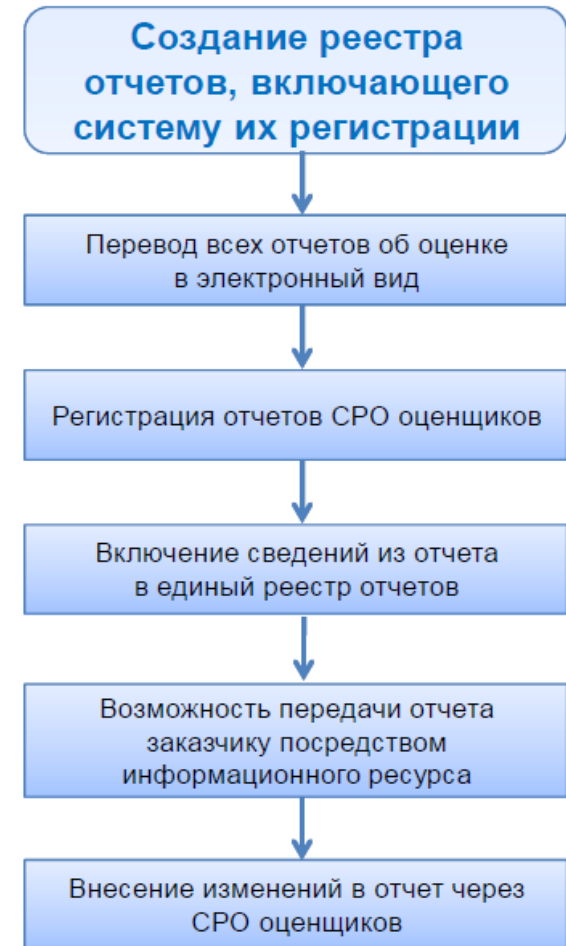 Создание реестра
отчетов, включающего
систему их регистрации
Перевод всех отчетов об оценке
в электронный вид
Регистрация отчетов СРО оценщиков
Включение сведений из отчета
в единый реестр отчетов
Возможность передачи отчета
заказчику посредством
информационного ресурса
Внесение изменений в отчет через
СРО оценщиков